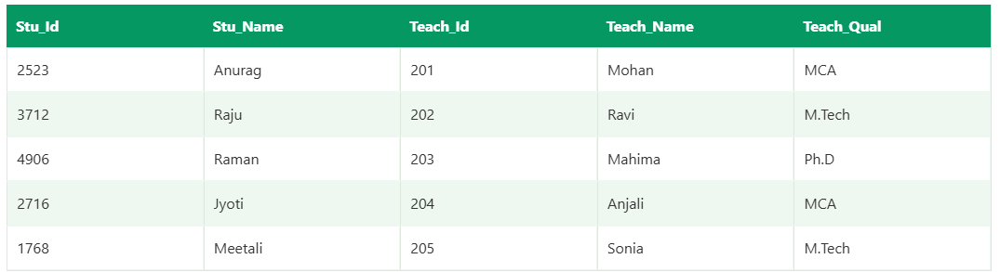 Stu_Id Stu_Name Teach_Id Teach_Name Teach_Qual
2523 Anurag 201 Mohan MCA
3712 Raju 202 Ravi M.Tech
4906 Raman 203 Mahima Ph.D
2716 Jyoti 204 Anjali MCA
1768 Meetali 205 Sonia M.Tech